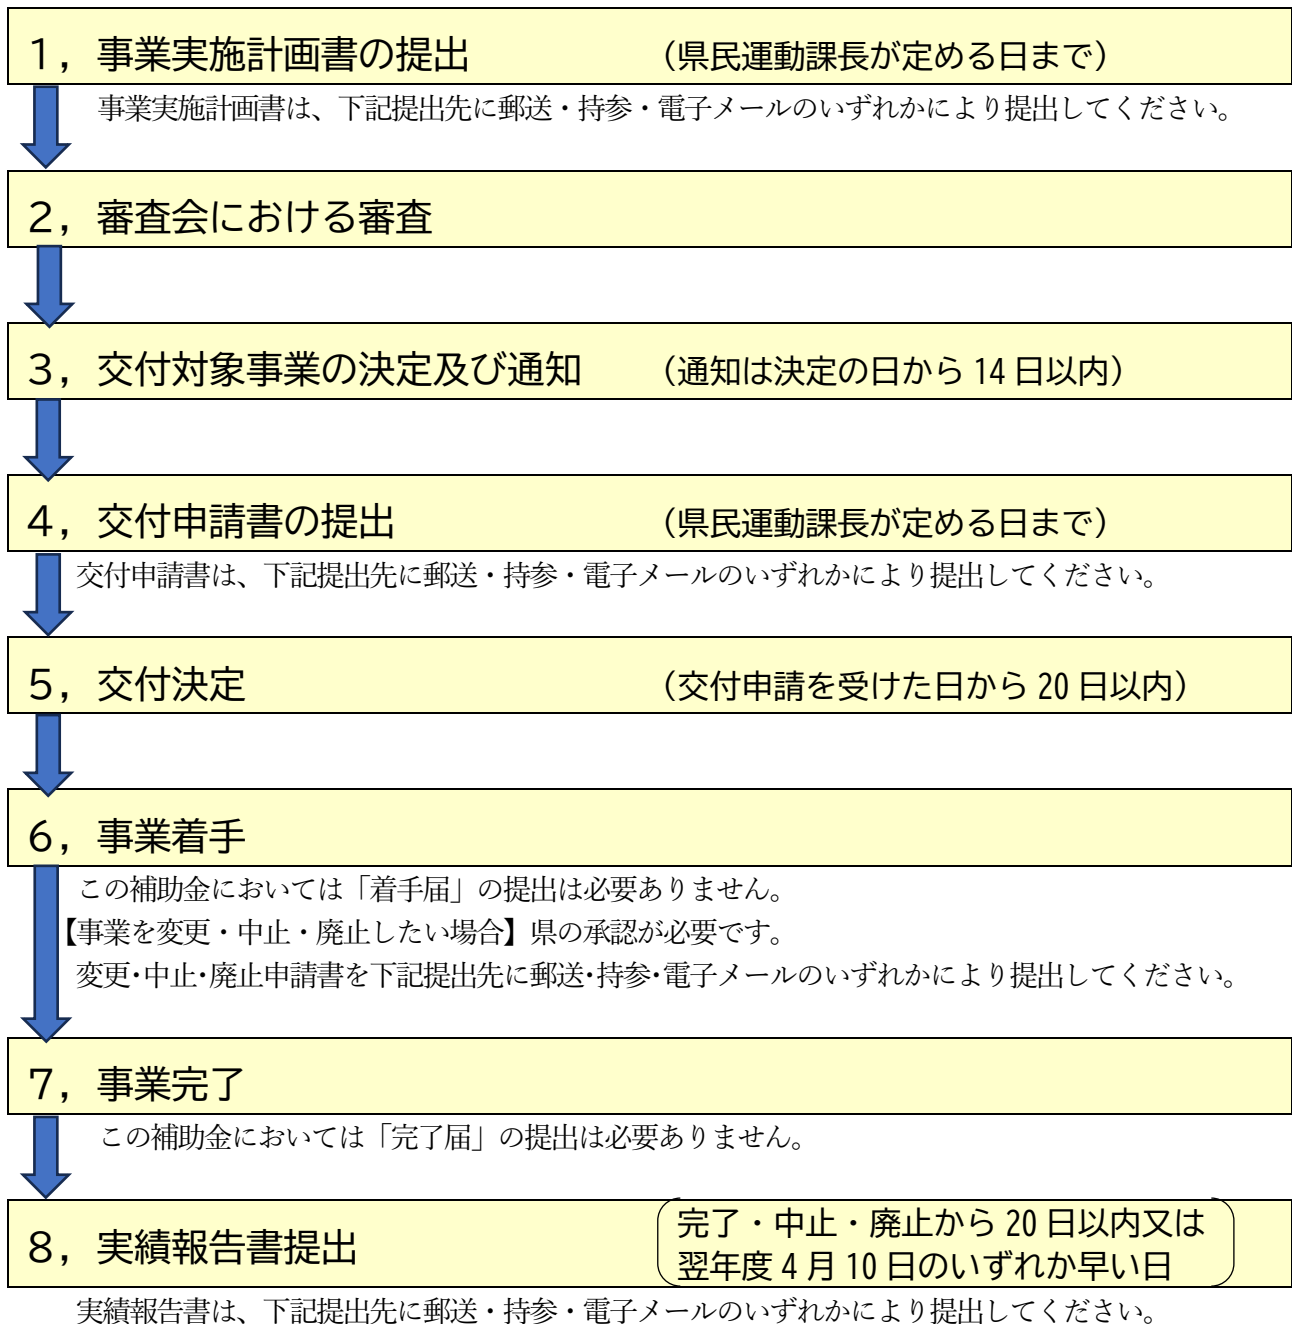 １，事業実施計画書の提出　（県民運動課長が定める日まで）
事業実施計画書は、下記提出先に郵送・持参・電子メールのいずれかにより提出してください。
２，審査会における審査
３，交付対象事業の決定及び通知　（通知は決定の日から 14 日以内）
４，交付申請書の提出　（県民運動課長が定める日まで）
交付申請書は、下記提出先に郵送・持参・電子メールのいずれかにより提出してください。
５，交付決定　（交付申請を受けた日から 20 日以内）
６，事業着手
この補助金においては「着手届」の提出は必要ありません。
【事業を変更・中止・廃止したい場合】県の承認が必要です。
変更・中止・廃止申請書を下記提出先に郵送・持参・電子メールのいずれかにより提出してください。
７，事業完了
この補助金においては「完了届」の提出は必要ありません。
８，実績報告書提出
完了・中止・廃止から 20 日以内又は
翌年度 4 月 10 日のいずれか早い日
実績報告書は、下記提出先に郵送・持参・電子メールのいずれかにより提出してください。